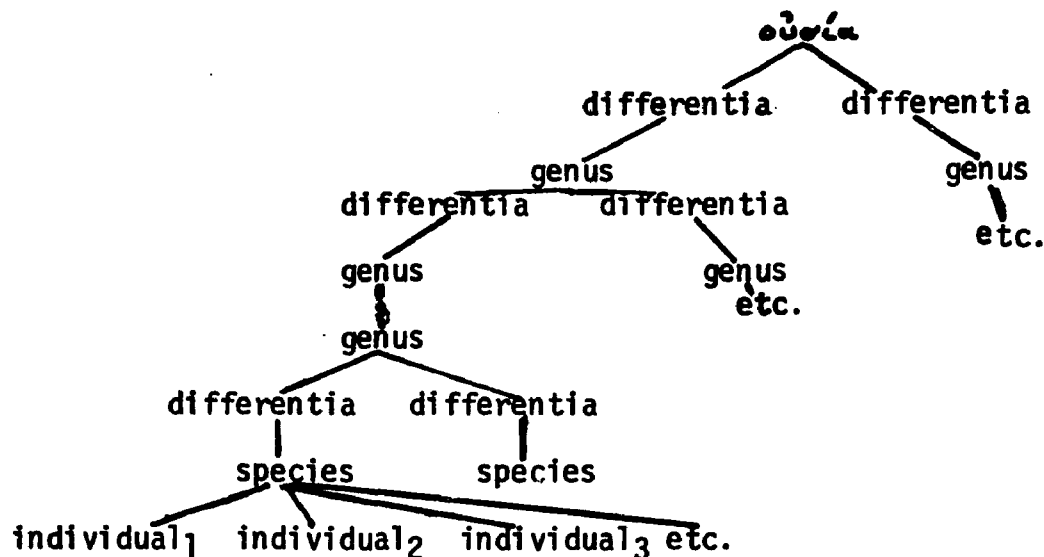 οὐσία
differentia differentia
genus genus
differentia differentia
etc.
genus genus
etc.
genus
differentia differentia
species species
individual₁ individual₂ individual₃ etc.